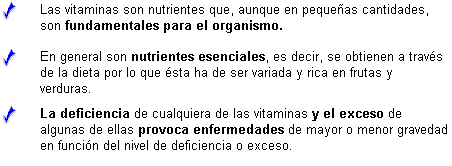 Las vitaminas son nutrientes que, aunque en pequeñas cantidades,
son fundamentales para el organismo.
En general son nutrientes esenciales, es decir, se obtienen a través
de la dieta por lo que ésta ha de ser variada y rica en frutas y
verduras.
La deficiencia de cualquiera de las vitaminas y el exceso de
algunas de ellas provoca enfermedades de mayor o menor gravedad
en función del nivel de deficiencia o exceso.